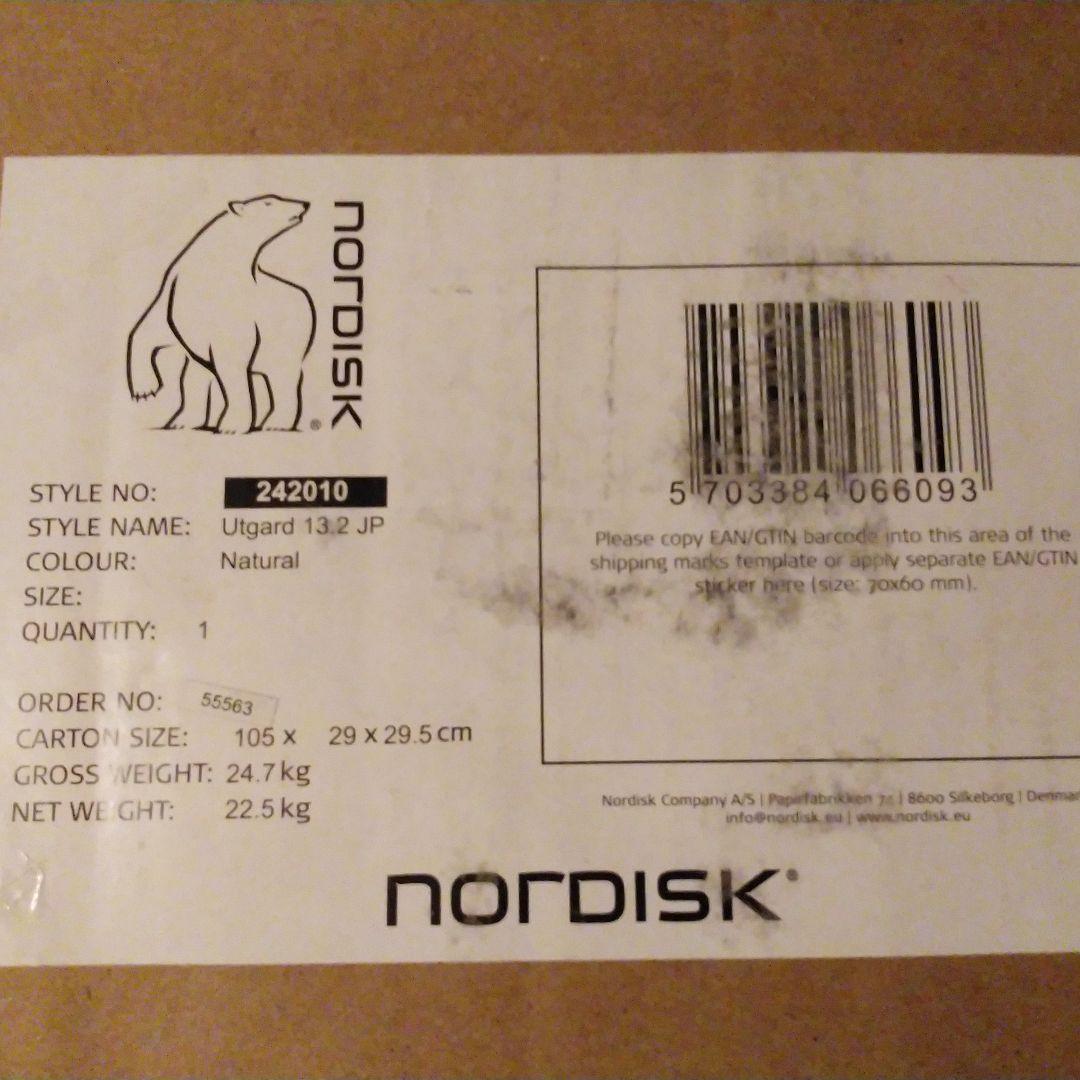 NORDISK
STYLE NO: 242010
STYLE NAME: Utgard 13.2 JP
COLOUR: Natural
SIZE:
QUANTITY: 1
ORDER NO: 55563
CARTON SIZE: 105 x 29 x 29.5 cm
GROSS WEIGHT: 24.7 kg
NET WEIGHT: 22.5 kg
5 703384 066093
Please copy EAN/GTIN barcode into this area of the
shipping marks template or apply separate EAN/GTIN
sticker here (size: 70x60 mm).
Nordisk Company A/S | Papirfabrikken | 8600 Silkeborg | Denmar
info@nordisk.eu | www.nordisk.eu
NORDISK®